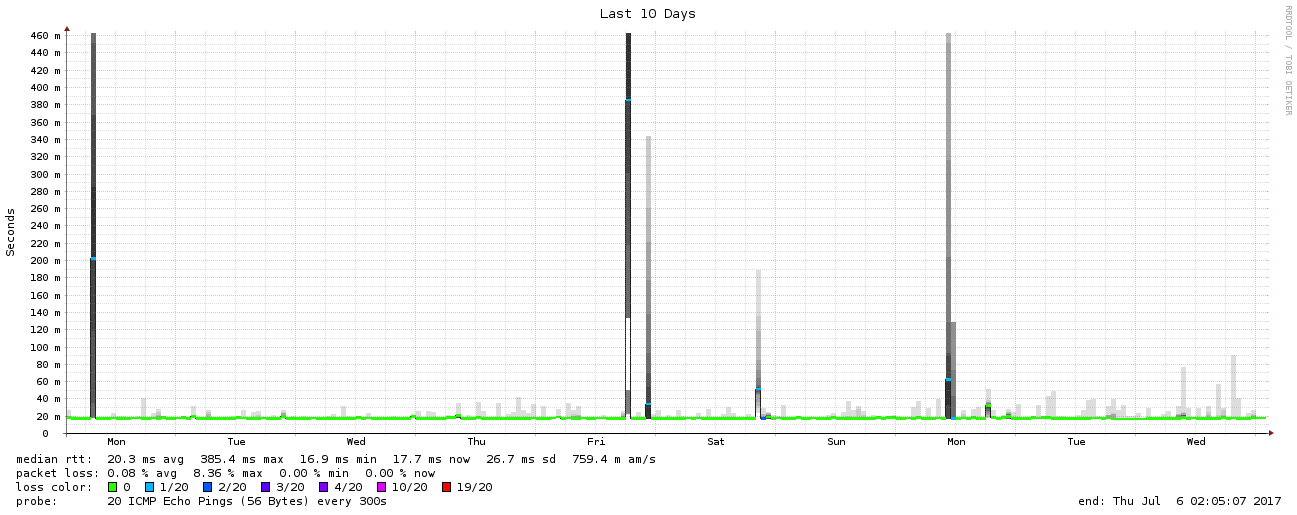 Last 10 Days
RRDTOOL / TOBI OETIKER
Seconds
460 m
440 m
420 m
400 m
380 m
360 m
340 m
320 m
300 m
280 m
260 m
240 m
220 m
200 m
180 m
160 m
140 m
120 m
100 m
80 m
60 m
40 m
20 m
0
Mon Tue Wed Thu Fri Sat Sun Mon Tue Wed
median rtt: 20.3 ms avg 385.4 ms max 16.9 ms min 17.7 ms now 26.7 ms sd 759.4 m am/s
packet loss: 0.08 % avg 8.36 % max 0.00 % min 0.00 % now
loss color: 0 1/20 2/20 3/20 4/20 10/20 19/20
probe: 20 ICMP Echo Pings (56 Bytes) every 300s end: Thu Jul 6 02:05:07 2017